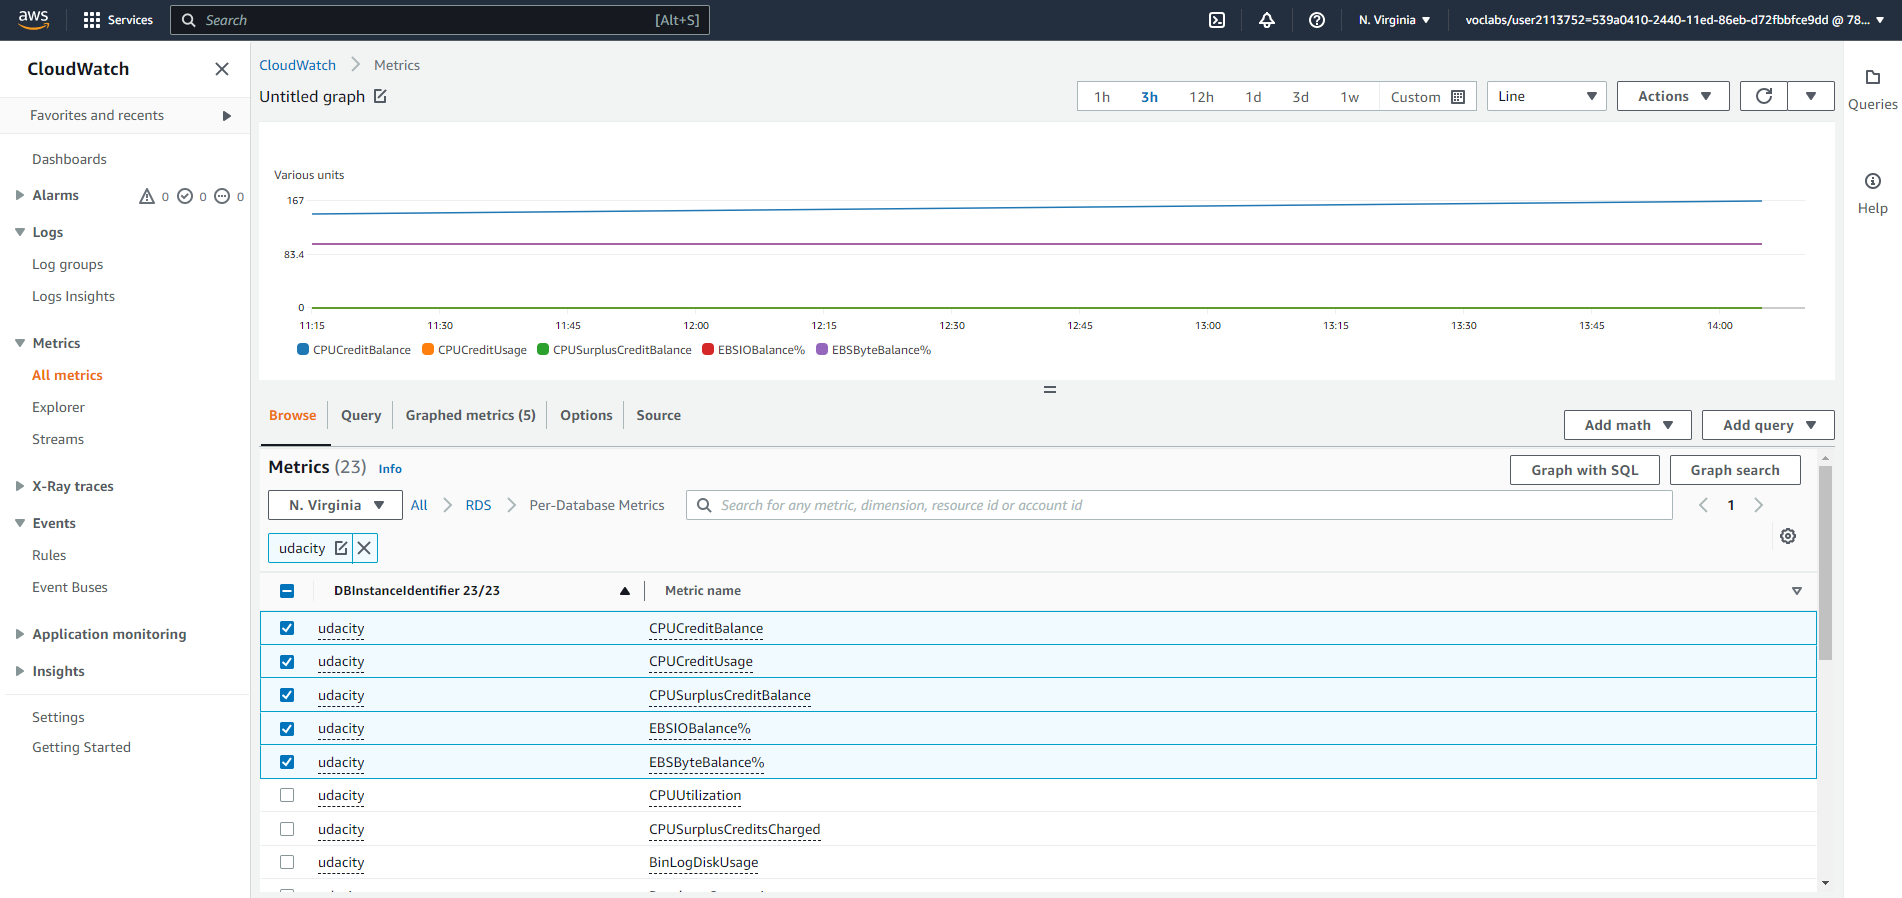 aws
Services
Search [Alt+S]
N. Virginia
voclabs/user2113752=539a0410-2440-11ed-86eb-d72fbbfce9dd @ 78...
CloudWatch
Favorites and recents
Dashboards
Alarms 0 0 0
Logs
Log groups
Logs Insights
Metrics
All metrics
Explorer
Streams
X-Ray traces
Events
Rules
Event Buses
Application monitoring
Insights
Settings
Getting Started
CloudWatch Metrics
Untitled graph
1h 3h 12h 1d 3d 1w Custom
Line
Actions
Various units
167
83.4
0
11:15 11:30 11:45 12:00 12:15 12:30 12:45 13:00 13:15 13:30 13:45 14:00
CPUCreditBalance CPUCreditUsage CPUSurplusCreditBalance EBSIOBalance% EBSByteBalance%
Browse Query Graphed metrics (5) Options Source
Add math Add query
Metrics (23) Info
Graph with SQL Graph search
N. Virginia All RDS Per-Database Metrics
Search for any metric, dimension, resource id or account id
1
udacity
DBInstanceIdentifier 23/23 Metric name
udacity CPUCreditBalance
udacity CPUCreditUsage
udacity CPUSurplusCreditBalance
udacity EBSIOBalance%
udacity EBSByteBalance%
udacity CPUUtilization
udacity CPUSurplusCreditsCharged
udacity BinLogDiskUsage
Queries
Help